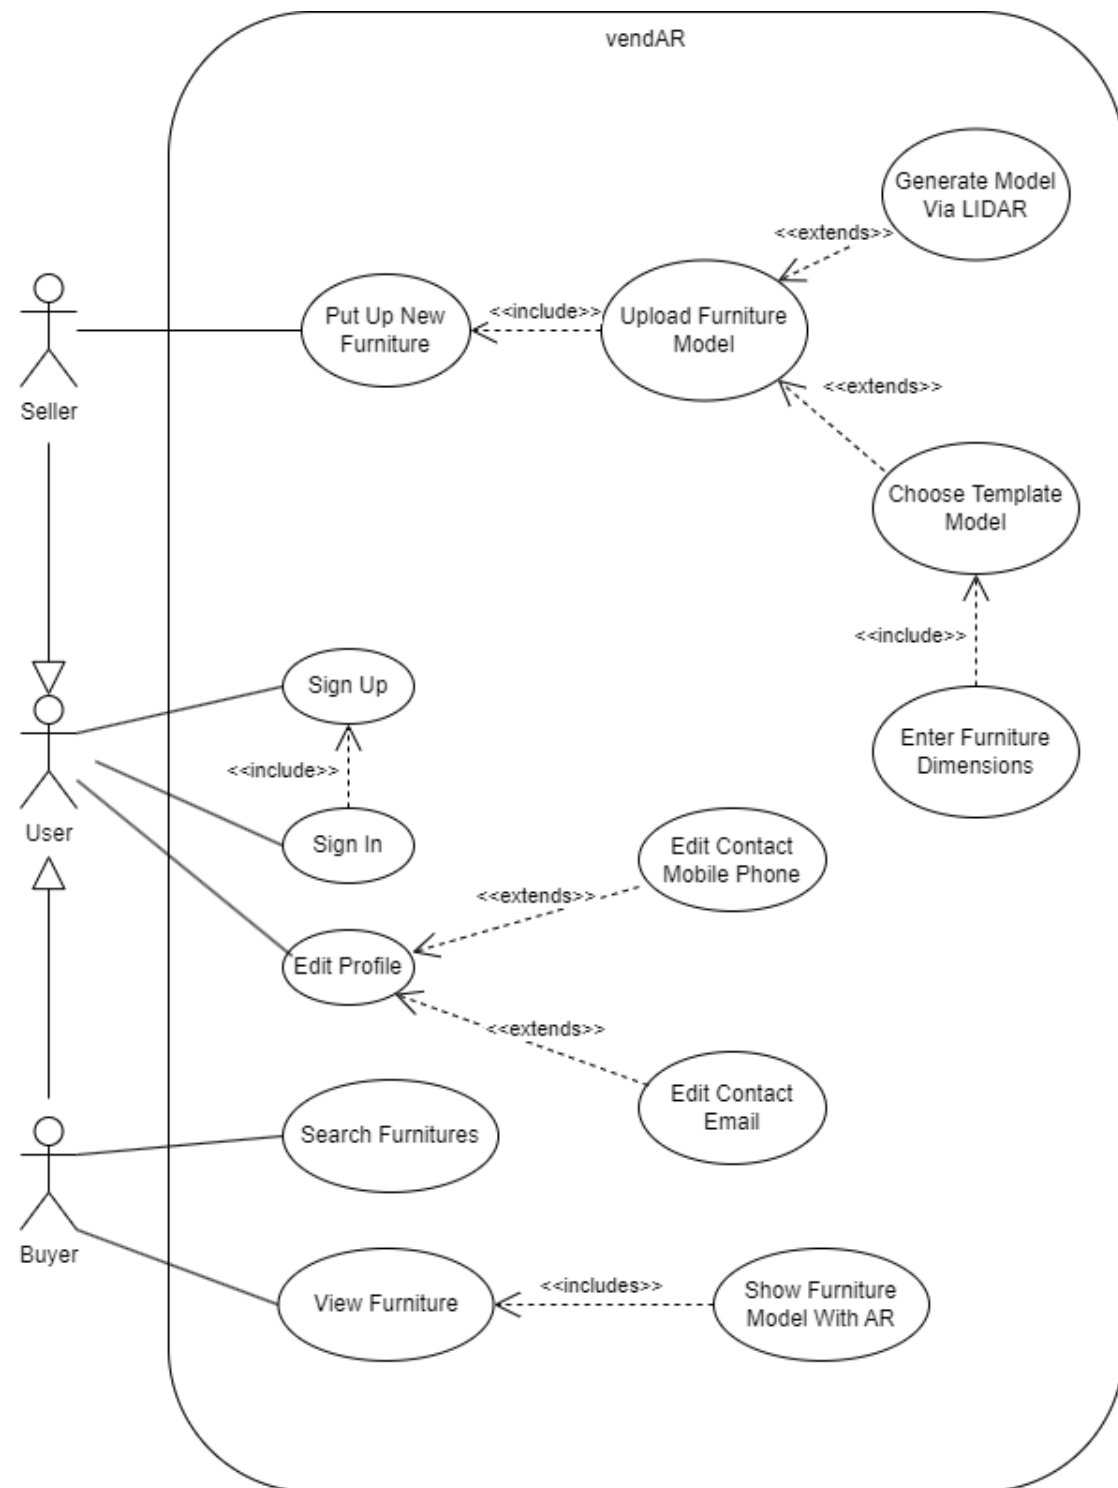 vendAR
Generate Model
Via LIDAR
<<extends>>
Put Up New
Furniture
<<include>>
Upload Furniture
Model
<<extends>>
Seller
Choose Template
Model
<<include>>
Sign Up
Enter Furniture
Dimensions
<<include>>
User
Sign In
Edit Contact
Mobile Phone
<<extends>>
Edit Profile
<<extends>>
Edit Contact
Email
Search Furnitures
Buyer
View Furniture
<<includes>>
Show Furniture
Model With AR